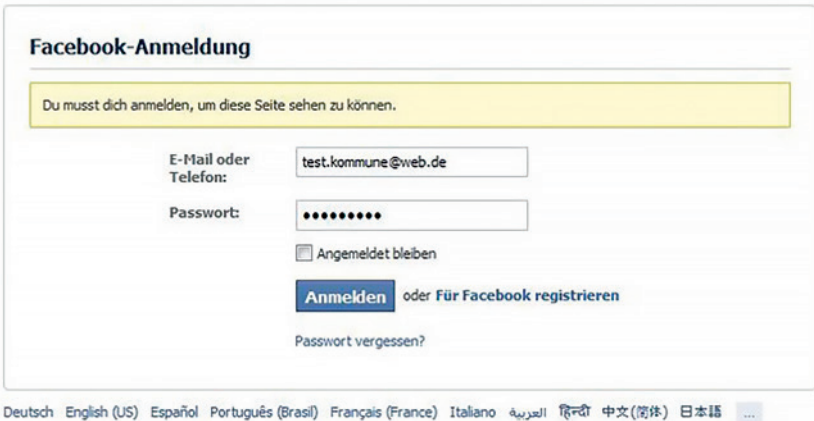 Facebook-Anmeldung
Du musst dich anmelden, um diese Seite sehen zu können.
E-Mail oder
Telefon:
test.kommune@web.de
Passwort:
•••••••••
Angemeldet bleiben
Anmelden oder Für Facebook registrieren
Passwort vergessen?
Deutsch English (US) Español Português (Brasil) Français (France) Italiano العربية हिन्दी 中文(简体) 日本語 ...